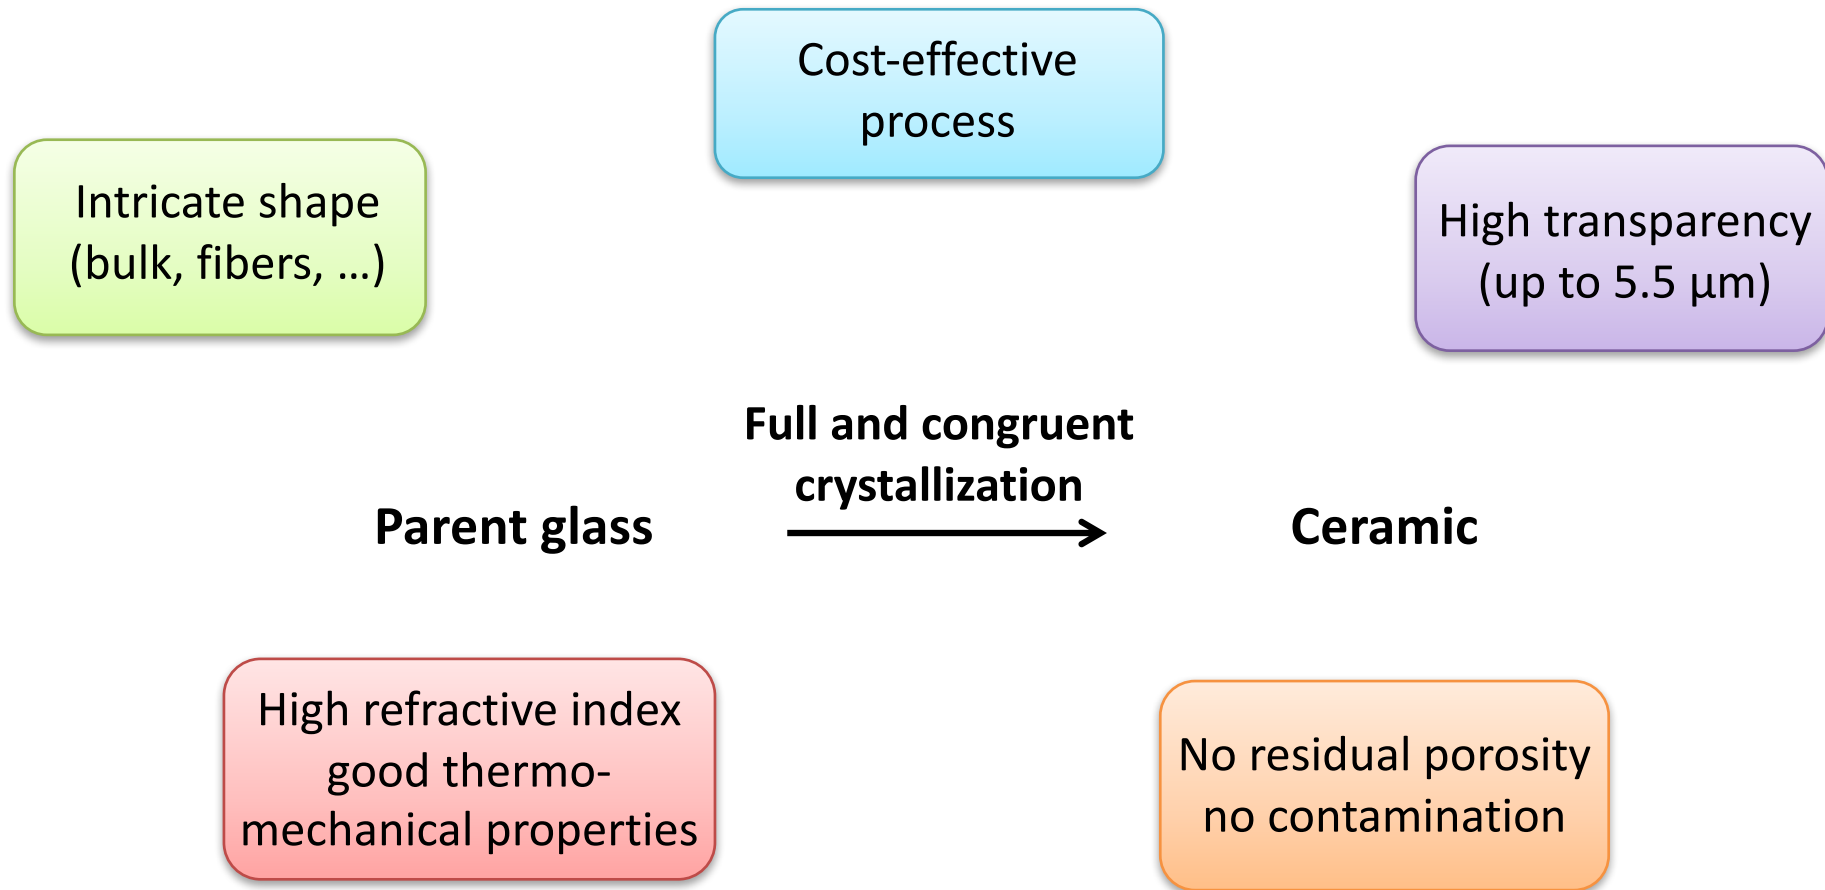 Cost-effective
process
Intricate shape
(bulk, fibers, ...)
High transparency
(up to 5.5 µm)
Full and congruent
crystallization
Parent glass
Ceramic
High refractive index
good thermo-
mechanical properties
No residual porosity
no contamination